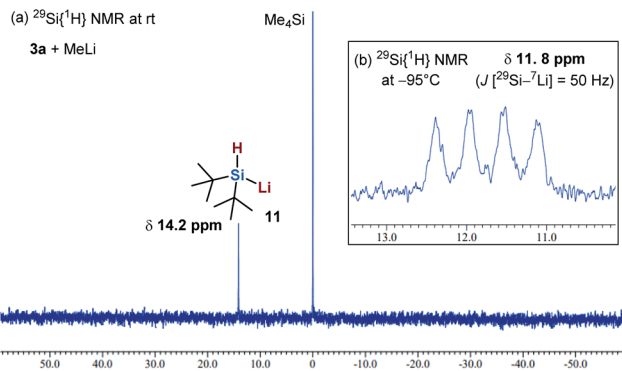 (a) ²⁹Si{¹H} NMR at rt
3a + MeLi
Me₄Si
(b) ²⁹Si{¹H} NMR δ 11. 8 ppm
at −95°C (J [²⁹Si–⁷Li] = 50 Hz)
13.0 12.0 11.0
H
Si
Li
11
δ 14.2 ppm
50.0 40.0 30.0 20.0 10.0 0 -10.0 -20.0 -30.0 -40.0 -50.0